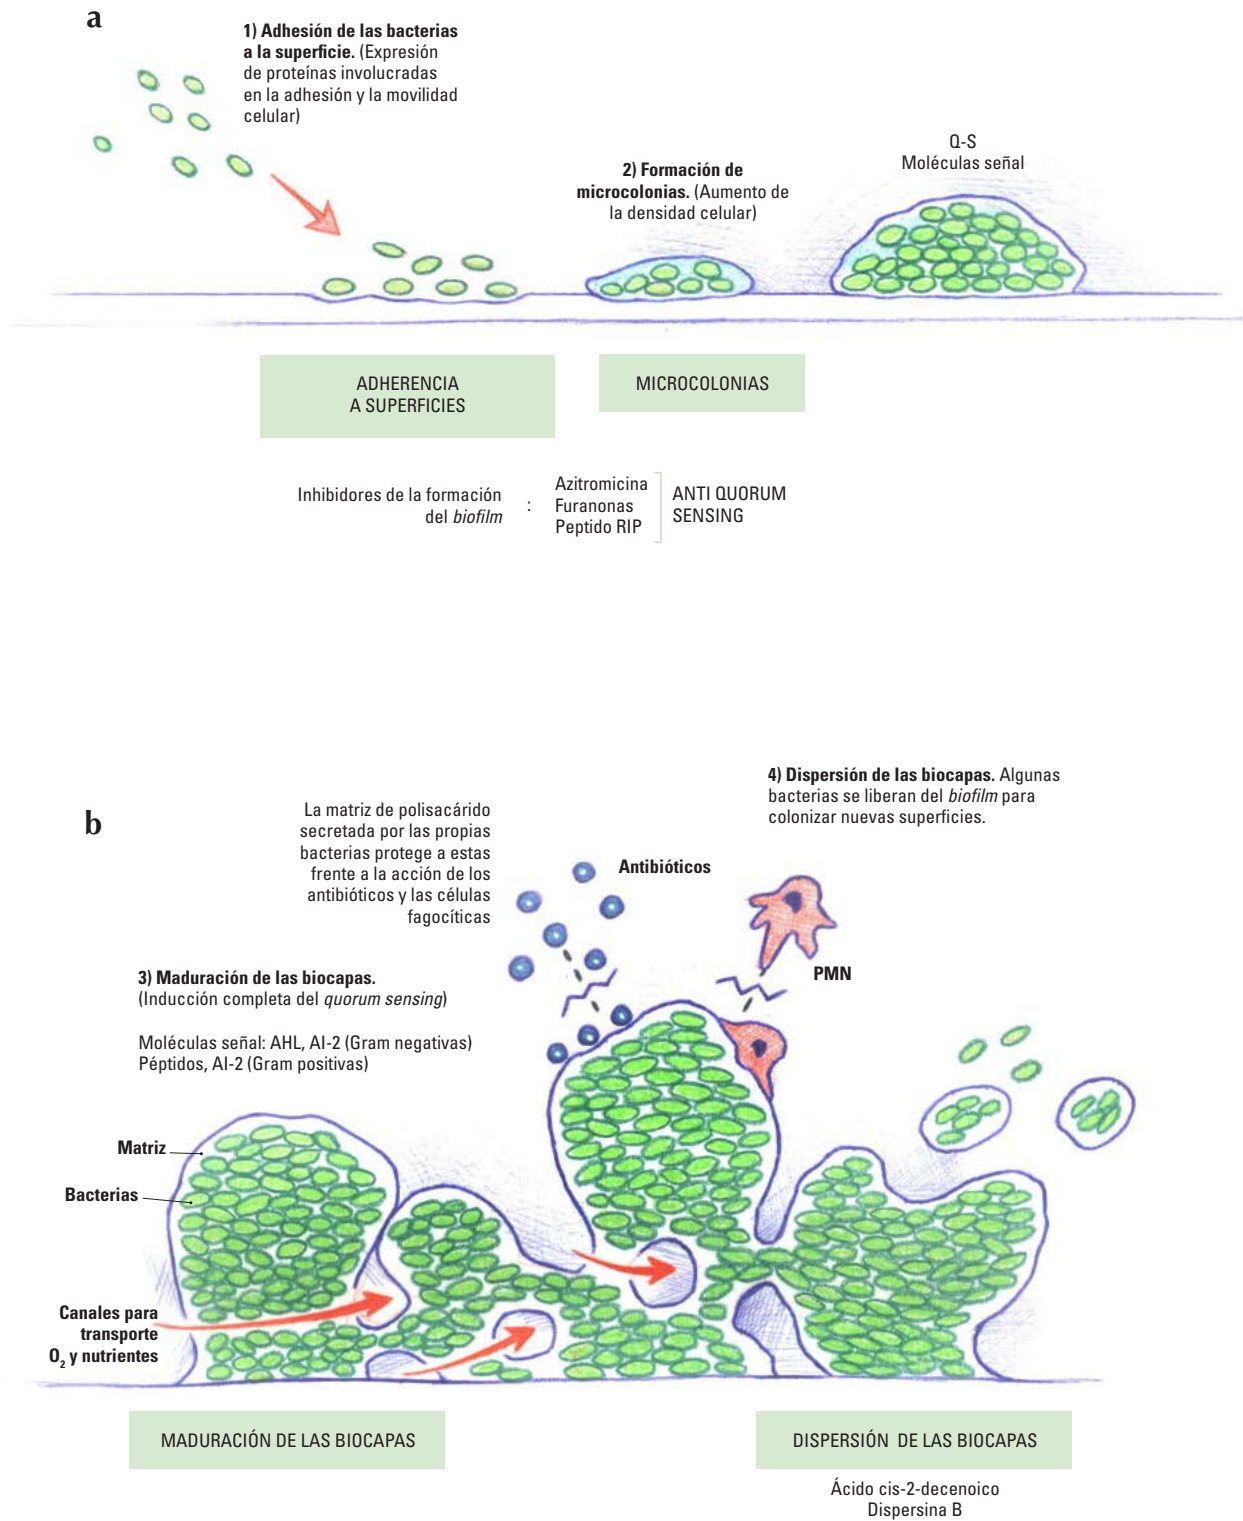 a
1) Adhesión de las bacterias
a la superficie. (Expresión
de proteínas involucradas
en la adhesión y la movilidad
celular)
2) Formación de
microcolonias. (Aumento de
la densidad celular)
Q-S
Moléculas señal
ADHERENCIA
A SUPERFICIES
MICROCOLONIAS
Inhibidores de la formación
del biofilm
:
Azitromicina
Furanonas
Peptido RIP
ANTI QUORUM
SENSING
b
La matriz de polisacárido
secretada por las propias
bacterias protege a estas
frente a la acción de los
antibióticos y las células
fagocíticas
4) Dispersión de las biocapas. Algunas
bacterias se liberan del biofilm para
colonizar nuevas superficies.
Antibióticos
PMN
3) Maduración de las biocapas.
(Inducción completa del quorum sensing)
Moléculas señal: AHL, AI-2 (Gram negativas)
Péptidos, AI-2 (Gram positivas)
Matriz
Bacterias
Canales para
transporte
O₂ y nutrientes
MADURACIÓN DE LAS BIOCAPAS
DISPERSIÓN DE LAS BIOCAPAS
Ácido cis-2-decenoico
Dispersina B